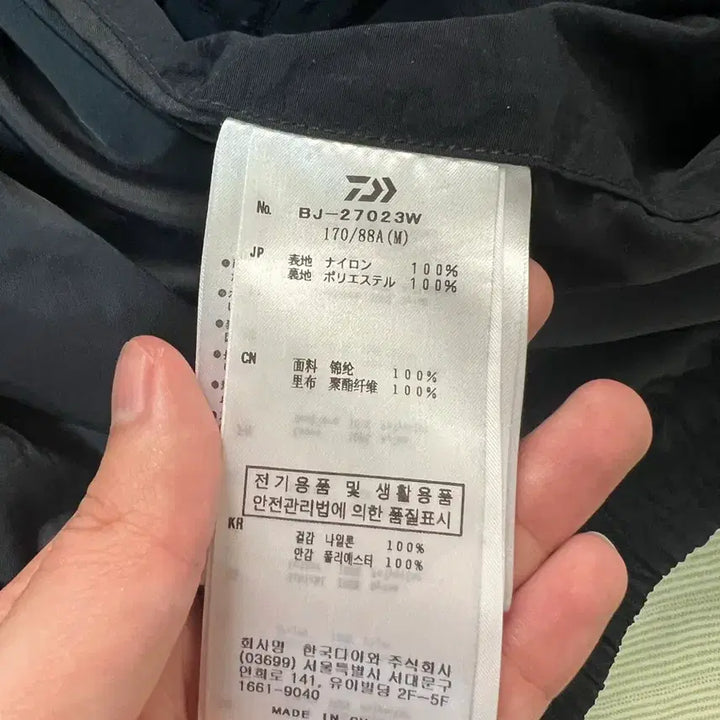 No. BJ-27023W
170/88A(M)
JP
表地 ナイロン 100%
裏地 ポリエステル 100%
CN
面料 锦纶 100%
里布 聚酯纤维 100%
전기용품 및 생활용품
안전관리법에 의한 품질표시
KR
겉감 나일론 100%
안감 폴리에스터 100%
회사명 한국다이와 주식회사
(03699) 서울특별시 서대문구
연희로 141, 유이빌딩 2F-5F
1661-9040
MADE IN